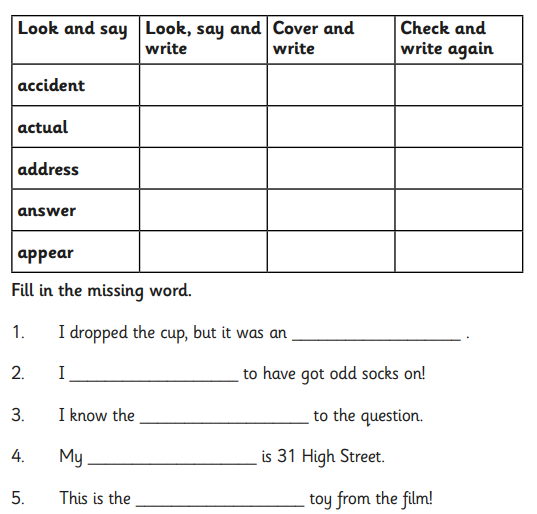 Look and say Look, say and write Cover and write Check and write again
accident
actual
address
answer
appear
Fill in the missing word.
1. I dropped the cup, but it was an ____________________ .
2. I ____________________ to have got odd socks on!
3. I know the ____________________ to the question.
4. My ____________________ is 31 High Street.
5. This is the ____________________ toy from the film!